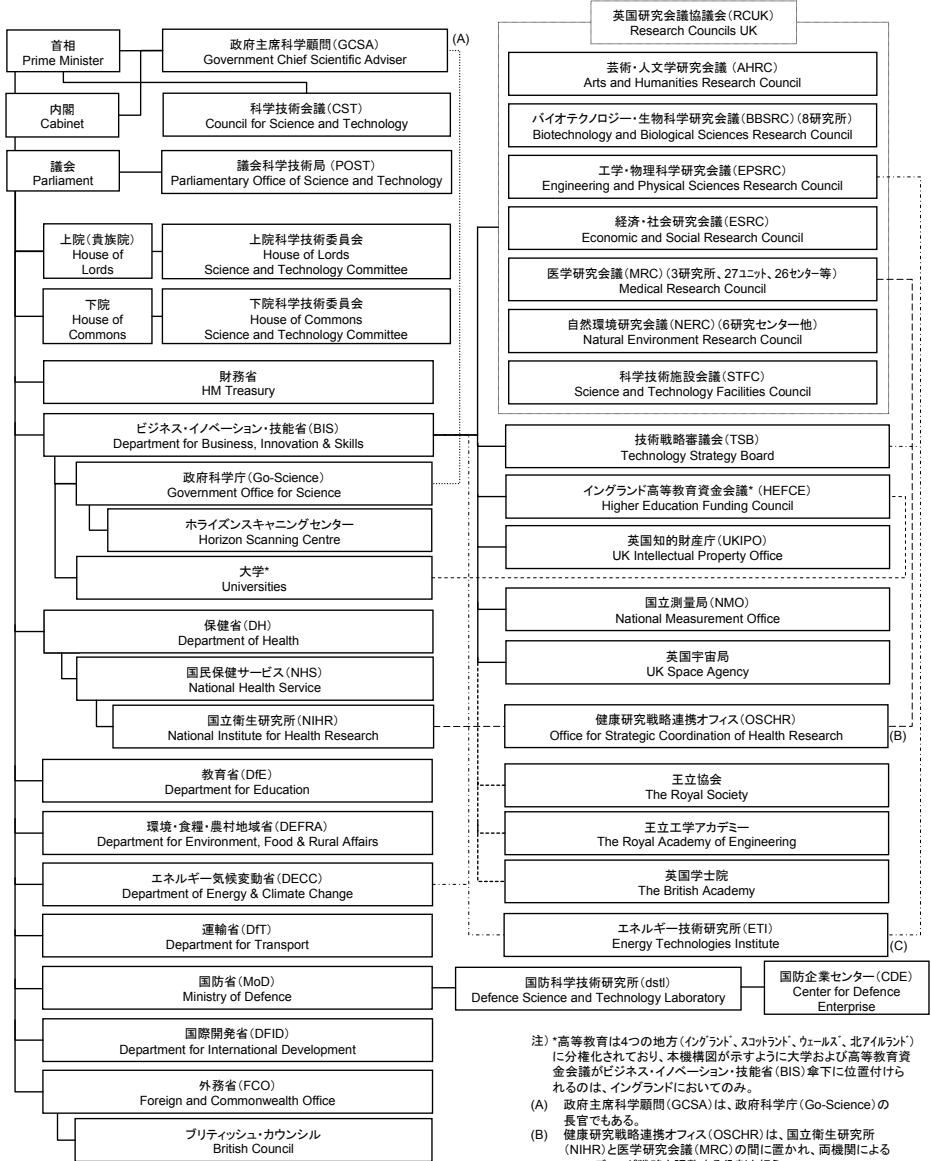 首相
Prime Minister
政府主席科学顧問(GCSA)
Government Chief Scientific Adviser
(A)
内閣
Cabinet
科学技術会議(CST)
Council for Science and Technology
議会
Parliament
議会科学技術局(POST)
Parliamentary Office of Science and Technology
上院(貴族院)
House of
Lords
上院科学技術委員会
House of Lords
Science and Technology Committee
下院
House of
Commons
下院科学技術委員会
House of Commons
Science and Technology Committee
財務省
HM Treasury
ビジネス・イノベーション・技能省(BIS)
Department for Business, Innovation & Skills
政府科学庁(Go-Science)
Government Office for Science
ホライズンスキャニングセンター
Horizon Scanning Centre
大学*
Universities
保健省(DH)
Department of Health
国民保健サービス(NHS)
National Health Service
国立衛生研究所(NIHR)
National Institute for Health Research
教育省(DfE)
Department for Education
環境・食糧・農村地域省(DEFRA)
Department for Environment, Food & Rural Affairs
エネルギー気候変動省(DECC)
Department of Energy & Climate Change
運輸省(DfT)
Department for Transport
国防省(MoD)
Ministry of Defence
国際開発省(DFID)
Department for International Development
外務省(FCO)
Foreign and Commonwealth Office
ブリティッシュ・カウンシル
British Council
英国研究会議協議会(RCUK)
Research Councils UK
芸術・人文学研究会議(AHRC)
Arts and Humanities Research Council
バイオテクノロジー・生物科学研究会議(BBSRC)(8研究所)
Biotechnology and Biological Sciences Research Council
工学・物理科学研究会議(EPSRC)
Engineering and Physical Sciences Research Council
経済・社会研究会議(ESRC)
Economic and Social Research Council
医学研究会議(MRC)(3研究所、27ユニット、26センター等)
Medical Research Council
自然環境研究会議(NERC)(6研究センター他)
Natural Environment Research Council
科学技術施設会議(STFC)
Science and Technology Facilities Council
技術戦略審議会(TSB)
Technology Strategy Board
イングランド高等教育資金会議* (HEFCE)
Higher Education Funding Council
英国知的財産庁(UKIPO)
UK Intellectual Property Office
国立測量局(NMO)
National Measurement Office
英国宇宙局
UK Space Agency
健康研究戦略連携オフィス(OSCHR)
Office for Strategic Coordination of Health Research
(B)
王立協会
The Royal Society
王立工学アカデミー
The Royal Academy of Engineering
英国学士院
The British Academy
エネルギー技術研究所(ETI)
Energy Technologies Institute
(C)
国防科学技術研究所(dstl)
Defence Science and Technology Laboratory
国防企業センター(CDE)
Center for Defence
Enterprise
注) *高等教育は4つの地方(イングランド、スコットランド、ウェールズ、北アイルランド)
に分権化されており、本機構図が示すように大学および高等教育資
金会議がビジネス・イノベーション・技能省(BIS)傘下に位置付けら
れるのは、イングランドにおいてのみ。
(A) 政府主席科学顧問(GCSA)は、政府科学庁(Go-Science)の
長官でもある。
(B) 健康研究戦略連携オフィス(OSCHR)は、国立衛生研究所
(NIHR)と医学研究会議(MRC)の間に置かれ、両機関による